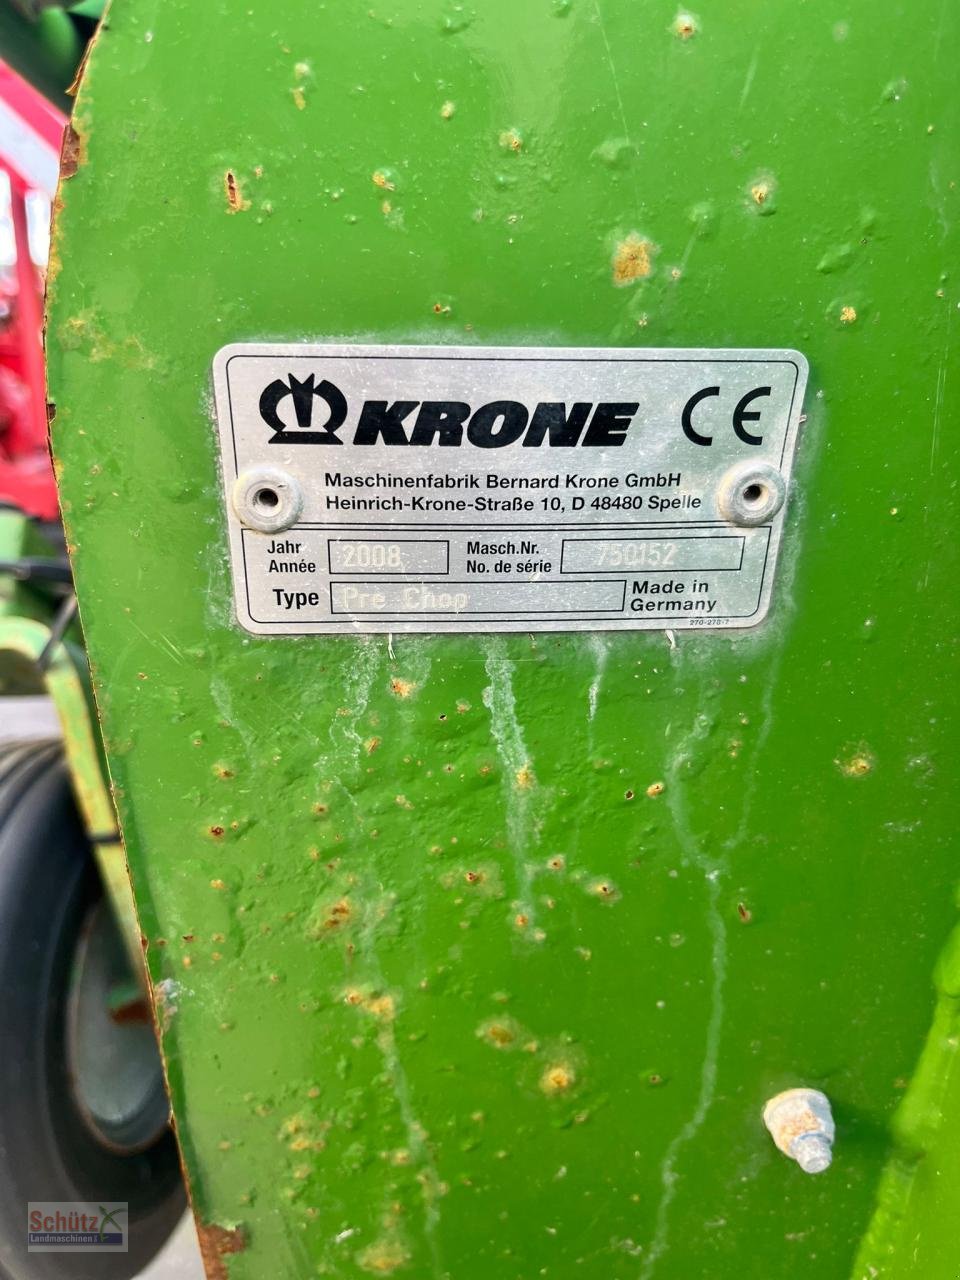 KRONE CE
Maschinenfabrik Bernard Krone GmbH
Heinrich-Krone-Straße 10, D 48480 Spelle
Jahr 2008 Masch.Nr. 750152
Année No. de série
Type Pre Chop Made in
Germany
270-278-7
Schütz
Landmaschinen